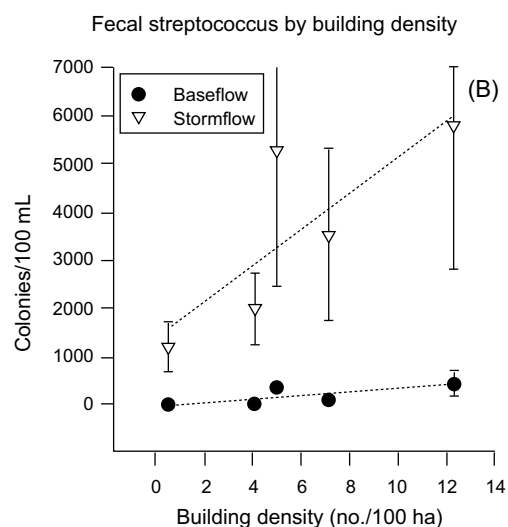 Fecal streptococcus by building density
(B)
Baseflow
Stormflow
7000
6000
5000
4000
3000
2000
1000
0
Colonies/100 mL
0 2 4 6 8 10 12 14
Building density (no./100 ha)